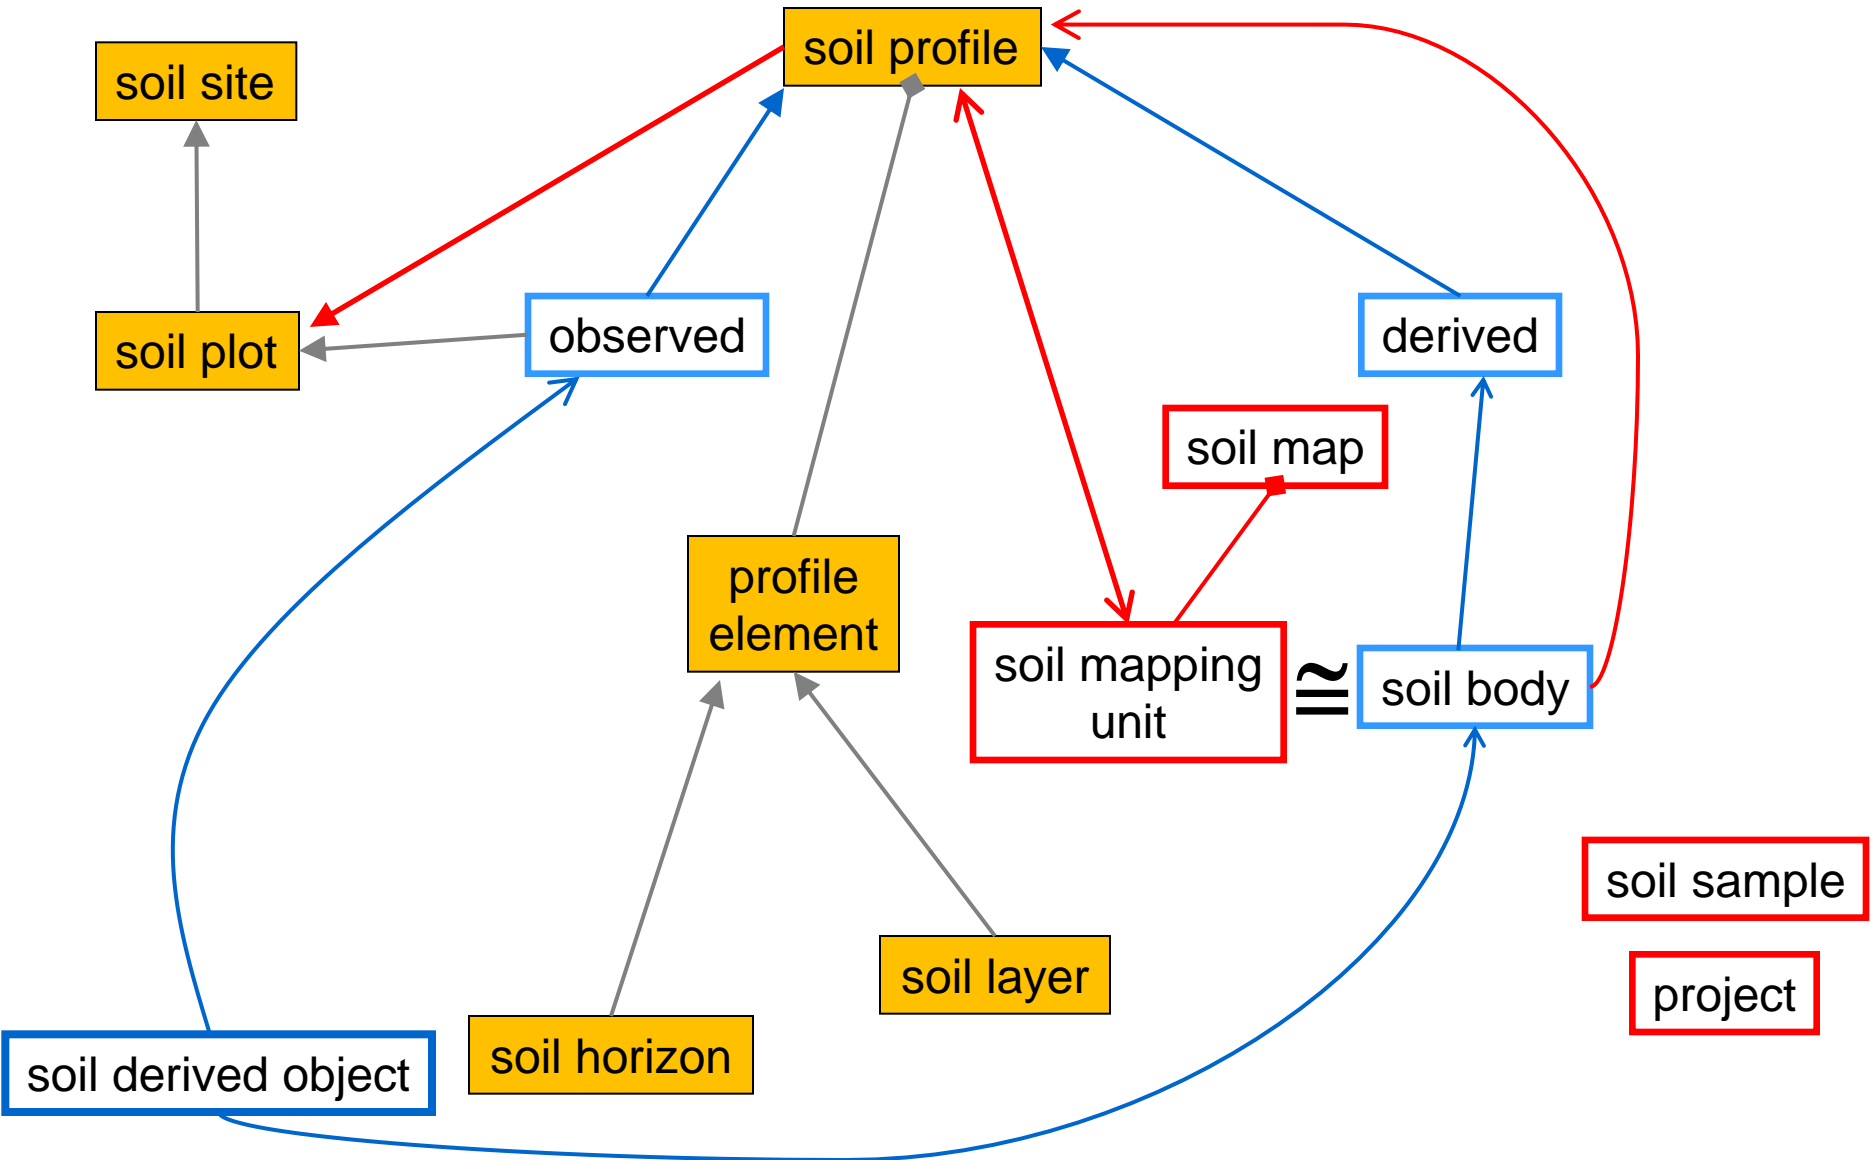 soil profile
soil site
observed
derived
soil plot
soil map
profile
element
soil mapping
unit
≅
soil body
soil sample
soil layer
project
soil horizon
soil derived object